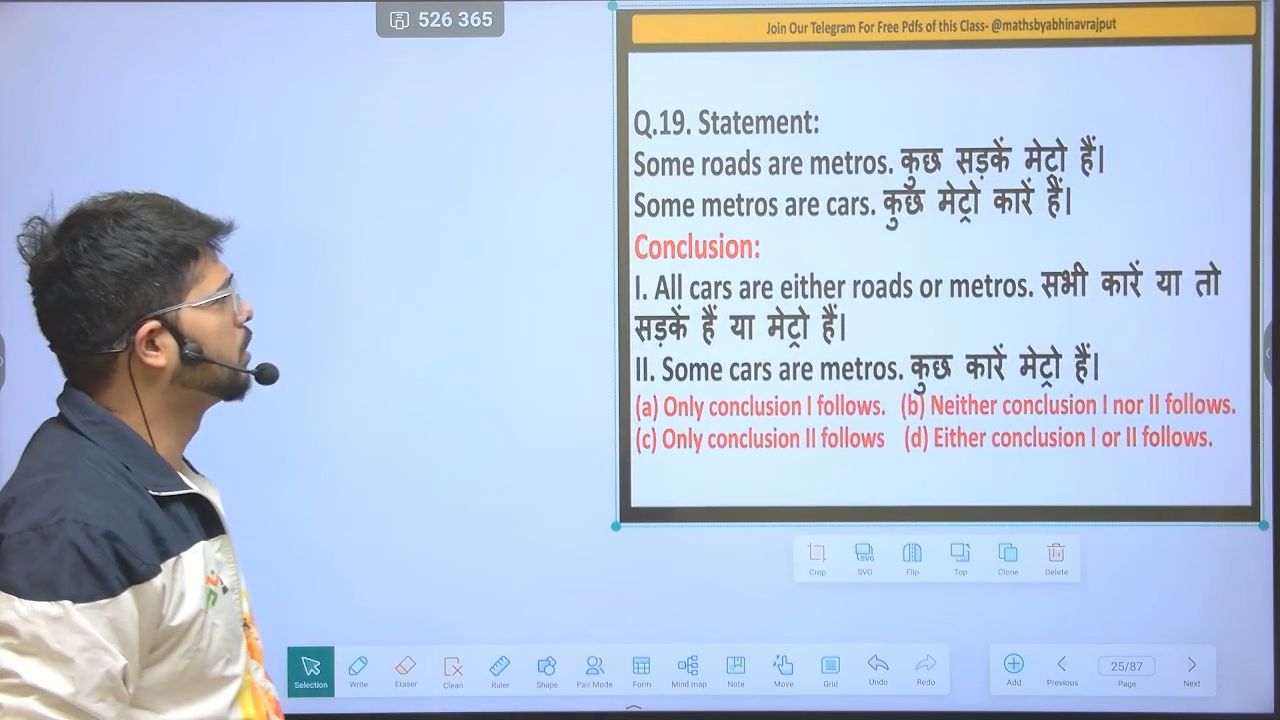 526 365
Join Our Telegram For Free Pdfs of this Class- @mathsbyabhinavrajput
Q.19. Statement:
Some roads are metros. कुछ सड़कें मेट्रो हैं।
Some metros are cars. कुछ मेट्रो कारें हैं।
Conclusion:
I. All cars are either roads or metros. सभी कारें या तो
सड़कें हैं या मेट्रो हैं।
II. Some cars are metros. कुछ कारें मेट्रो हैं।
(a) Only conclusion I follows. (b) Neither conclusion I nor II follows.
(c) Only conclusion II follows (d) Either conclusion I or II follows.
Crop SVG Flip Top Clone Delete
Selection Write Eraser Clean Ruler Shape Pair Mode Form Mind map Note Move Grid Undo Redo
Add Previous 25/87 Page Next